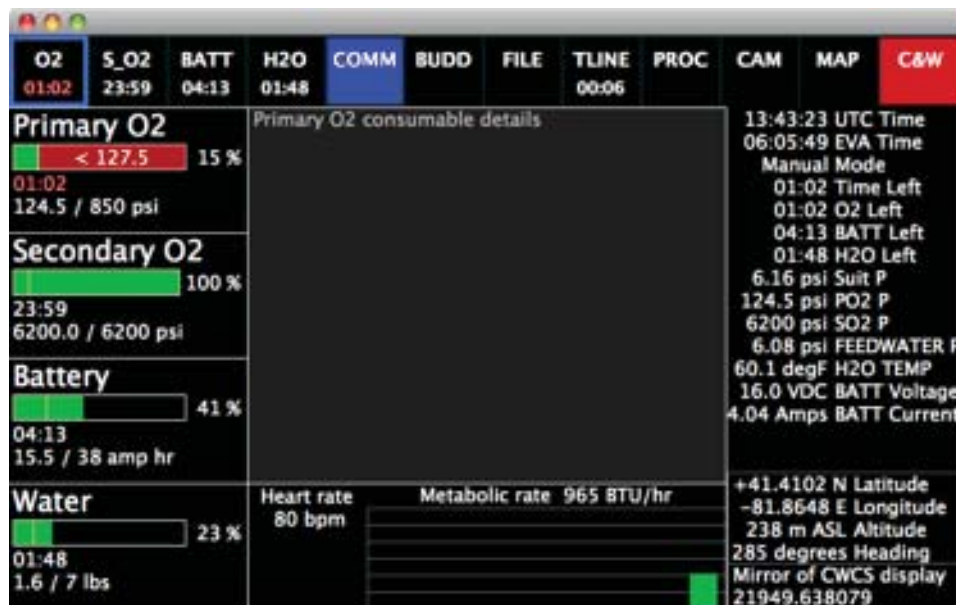 O2 S_O2 BATT H2O COMM BUDD FILE TLINE PROC CAM MAP C&W
01:02 23:59 04:13 01:48 00:06
Primary O2
< 127.5 15 %
01:02
124.5 / 850 psi
Secondary O2
100 %
23:59
6200.0 / 6200 psi
Battery
41 %
04:13
15.5 / 38 amp hr
Water
23 %
01:48
1.6 / 7 lbs
Primary O2 consumable details
Heart rate
80 bpm
Metabolic rate 965 BTU/hr
13:43:23 UTC Time
06:05:49 EVA Time
Manual Mode
01:02 Time Left
01:02 O2 Left
04:13 BATT Left
01:48 H2O Left
6.16 psi Suit P
124.5 psi PO2 P
6200 psi SO2 P
6.08 psi FEEDWATER P
60.1 degF H2O TEMP
16.0 VDC BATT Voltage
4.04 Amps BATT Current
+41.4102 N Latitude
-81.8648 E Longitude
238 m ASL Altitude
285 degrees Heading
Mirror of CWCS display
21949.638079